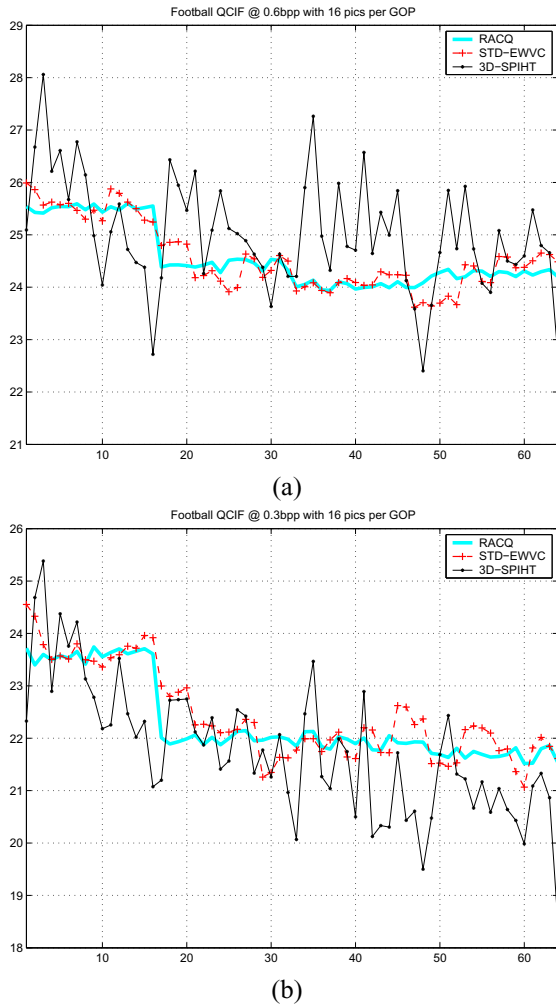 Football QCIF @ 0.6bpp with 16 pics per GOP
29
28
27
26
25
24
23
22
21
RACQ
STD−EWVC
3D−SPIHT
10 20 30 40 50 60
(a)
Football QCIF @ 0.3bpp with 16 pics per GOP
26
25
24
23
22
21
20
19
18
RACQ
STD−EWVC
3D−SPIHT
10 20 30 40 50 60
(b)